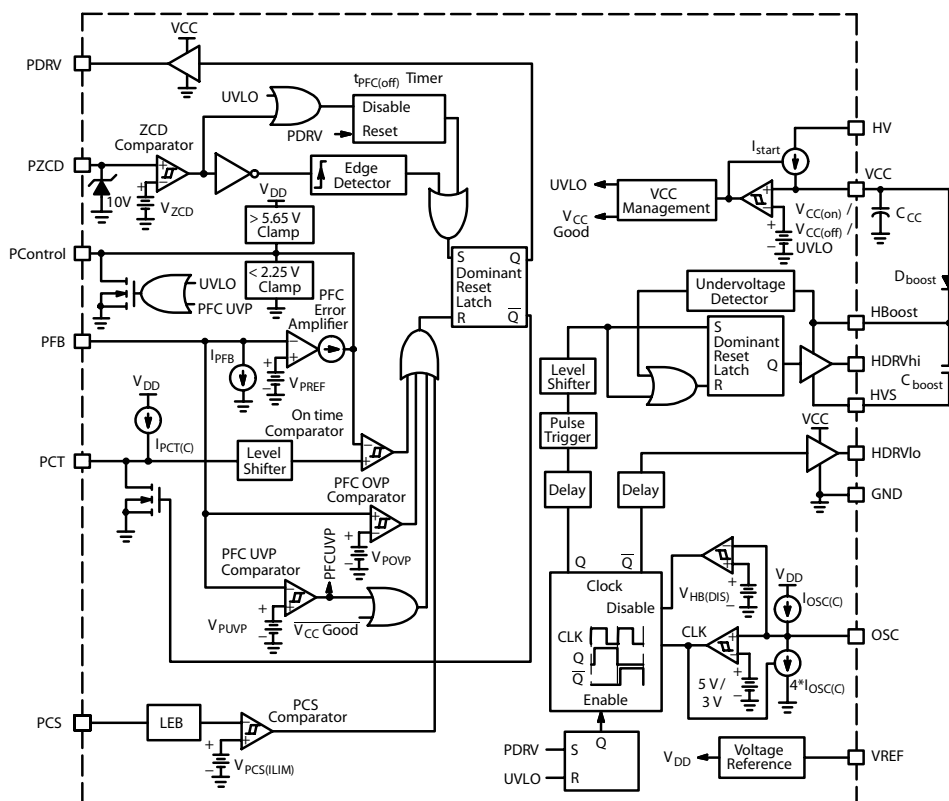 VCC
PDRV
tPFC(off) Timer
UVLO
Disable
Reset
PDRV
ZCD
Comparator
PZCD
+
−
10V
+
−
VZCD
Edge
Detector
VDD
> 5.65 V
Clamp
PControl
< 2.25 V
Clamp
UVLO
PFC UVP
PFC
Error
Amplifier
S
Q
Dominant
Reset
Latch
R
Q
PFB
IPFB
−
+
+
−
VPREF
VDD
IPCT(C)
On time
Comparator
PCT
Level
Shifter
−
+
PFC OVP
Comparator
+
−
+
−
VPOVP
PFC UVP
Comparator
PFCUVP
−
+
+
−
VPUVP
VCC Good
PCS
LEB
PCS
Comparator
−
+
+
−
VPCS(ILIM)
HV
Istart
VCC
UVLO
VCC
Good
VCC
Management
+
−
+
−
VCC(on) /
VCC(off) /
UVLO
CCC
Dboost
Undervoltage
Detector
HBoost
S
Dominant
Reset
Latch
Q
R
Level
Shifter
HDRVhi
Cboost
HVS
Pulse
Trigger
VCC
HDRVlo
Delay
Delay
GND
Q
Q
Clock
Disable
−
+
+
−
VHB(DIS)
VDD
IOSC(C)
CLK
CLK
Q
Q
Enable
+
−
+
−
OSC
5 V /
3 V
4*IOSC(C)
PDRV
S
Q
UVLO
R
VDD
Voltage
Reference
VREF